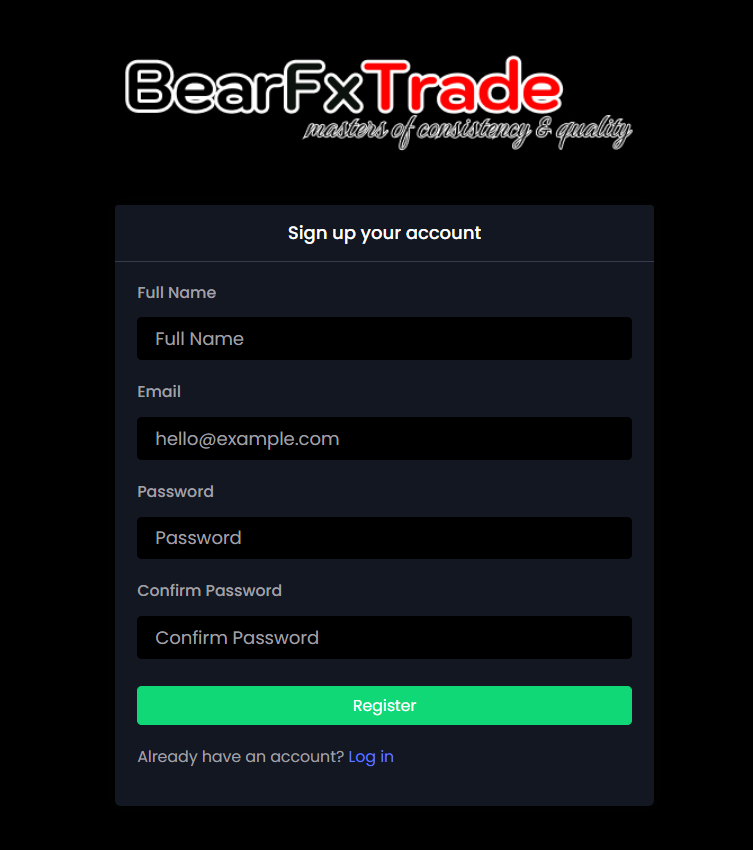 BearFxTrade
masters of consistency & quality
Sign up your account
Full Name
Full Name
Email
hello@example.com
Password
Password
Confirm Password
Confirm Password
Register
Already have an account? Log in